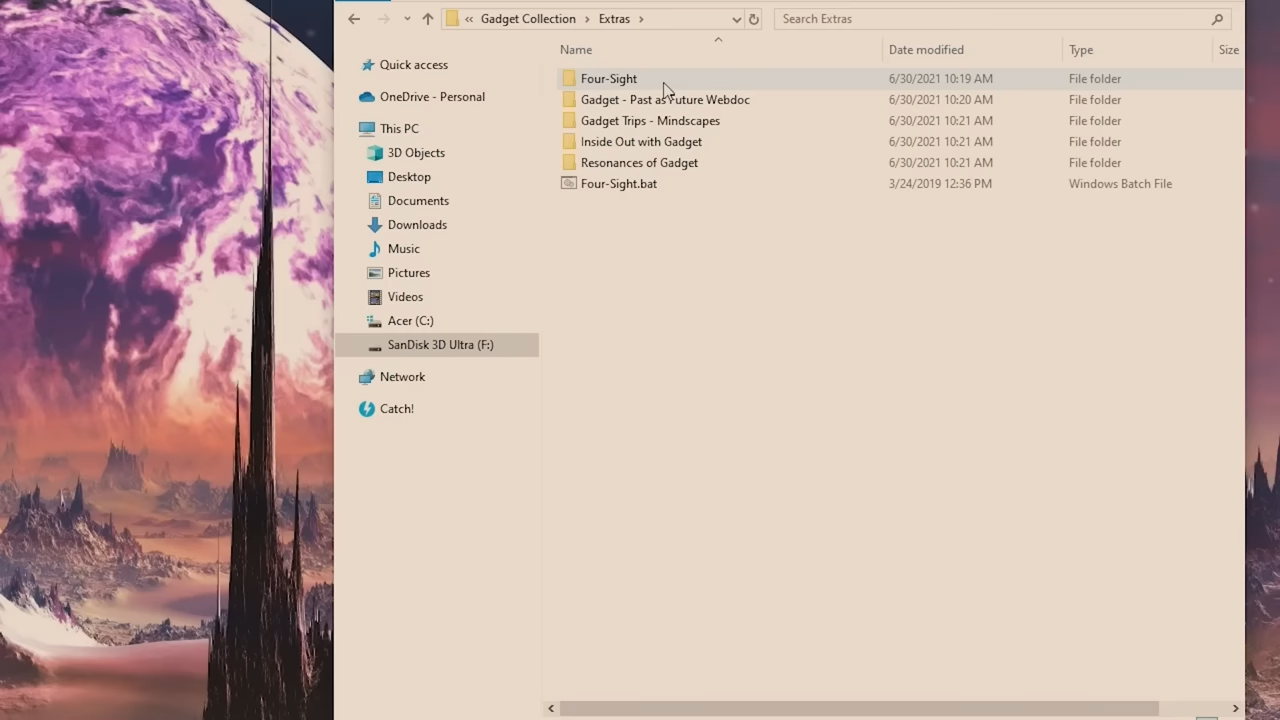 « Gadget Collection › Extras ›
Search Extras
Name Date modified Type Size
Quick access
OneDrive - Personal
This PC
3D Objects
Desktop
Documents
Downloads
Music
Pictures
Videos
Acer (C:)
SanDisk 3D Ultra (F:)
Network
Catch!
Four-Sight 6/30/2021 10:19 AM File folder
Gadget - Past as Future Webdoc 6/30/2021 10:20 AM File folder
Gadget Trips - Mindscapes 6/30/2021 10:21 AM File folder
Inside Out with Gadget 6/30/2021 10:21 AM File folder
Resonances of Gadget 6/30/2021 10:21 AM File folder
Four-Sight.bat 3/24/2019 12:36 PM Windows Batch File